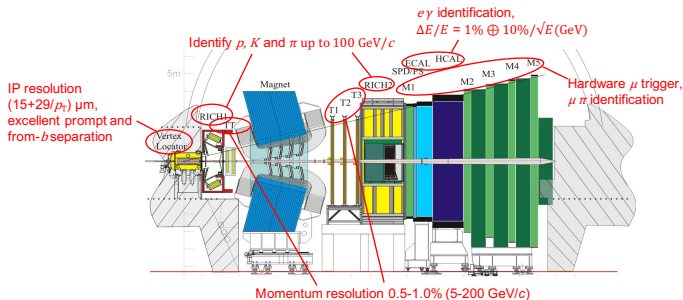 e γ identification,
ΔE/E = 1% ⊕ 10%/√E(GeV)
Identify p, K and π up to 100 GeV/c
ECAL HCAL
SPD/PS
M1
M2
M3
M4
M5
Hardware μ trigger,
μ π identification
5m
Magnet
RICH2
T1
T2
T3
IP resolution
(15+29/pT) μm,
excellent prompt and
from-b separation
RICH1
TT
Vertex
Locator
Momentum resolution 0.5-1.0% (5-200 GeV/c)